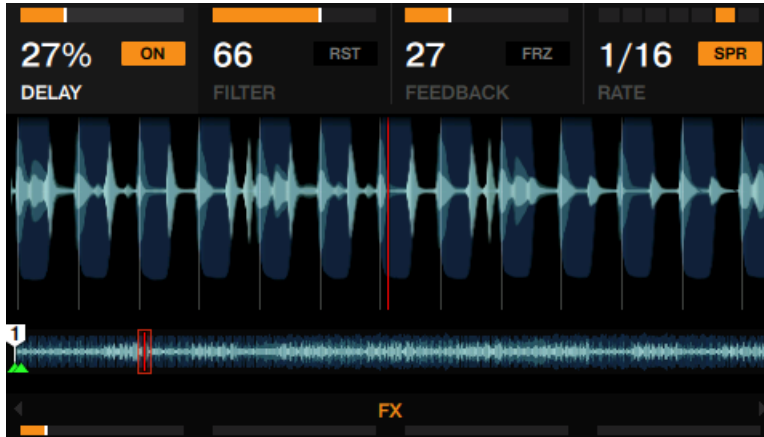 27% ON 66 RST 27 FRZ 1/16 SPR
DELAY FILTER FEEDBACK RATE
1
FX